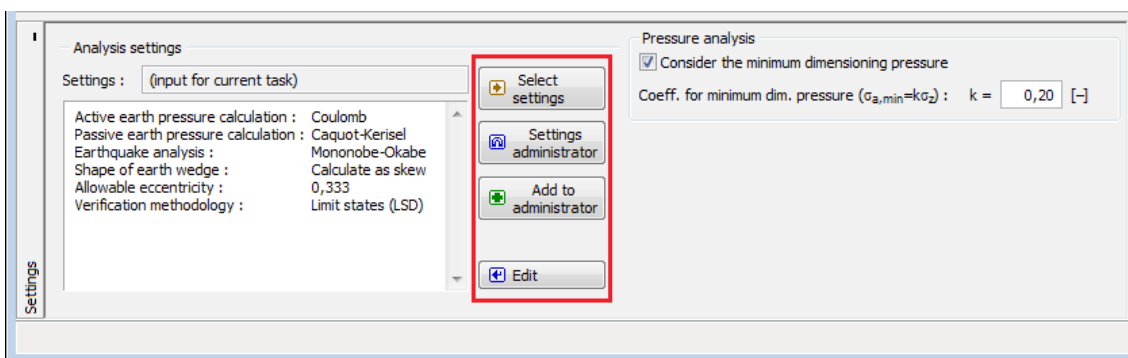 Analysis settings
Settings : (input for current task)
Active earth pressure calculation : Coulomb
Passive earth pressure calculation : Caquot-Kerisel
Earthquake analysis : Mononobe-Okabe
Shape of earth wedge : Calculate as skew
Allowable eccentricity : 0,333
Verification methodology : Limit states (LSD)
Select
settings
Settings
administrator
Add to
administrator
Edit
Pressure analysis
Consider the minimum dimensioning pressure
Coeff. for minimum dim. pressure (σa,min=kσz) : k = 0,20 [–]
Settings